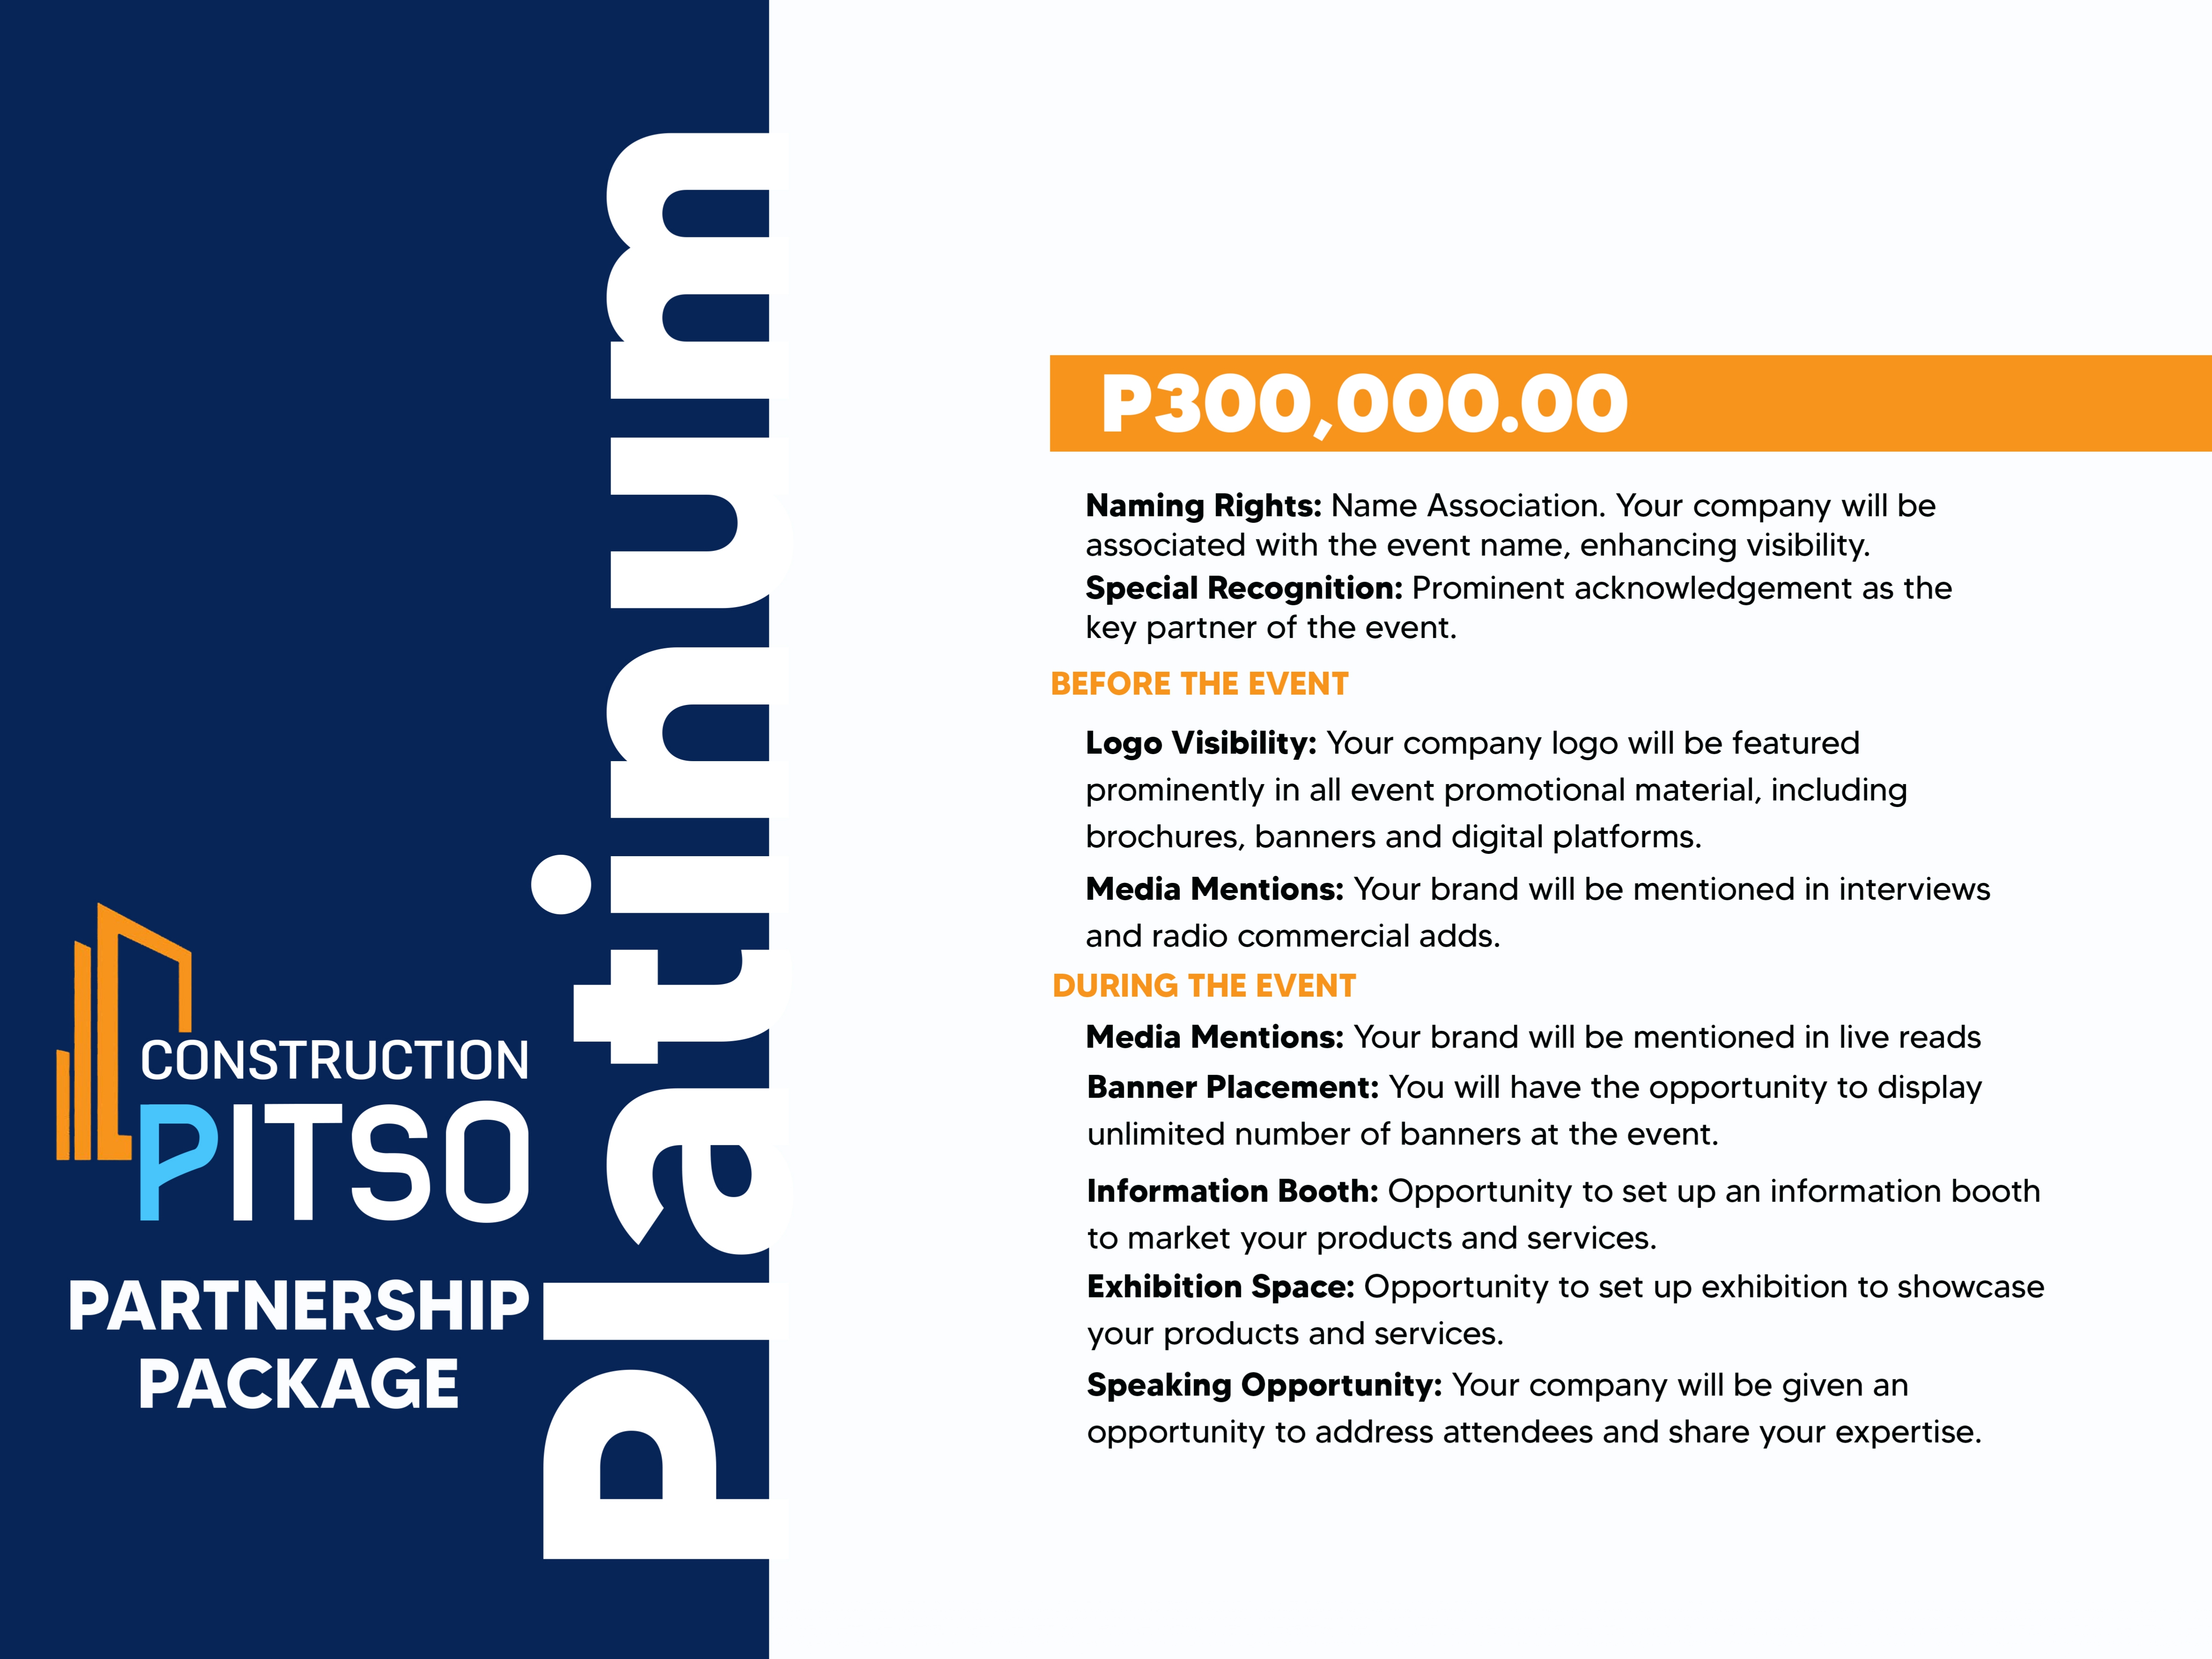 CONSTRUCTION
PITSO
PARTNERSHIP
PACKAGE
Platinum
P300,000.00
Naming Rights: Name Association. Your company will be
associated with the event name, enhancing visibility.
Special Recognition: Prominent acknowledgement as the
key partner of the event.
BEFORE THE EVENT
Logo Visibility: Your company logo will be featured
prominently in all event promotional material, including
brochures, banners and digital platforms.
Media Mentions: Your brand will be mentioned in interviews
and radio commercial adds.
DURING THE EVENT
Media Mentions: Your brand will be mentioned in live reads
Banner Placement: You will have the opportunity to display
unlimited number of banners at the event.
Information Booth: Opportunity to set up an information booth
to market your products and services.
Exhibition Space: Opportunity to set up exhibition to showcase
your products and services.
Speaking Opportunity: Your company will be given an
opportunity to address attendees and share your expertise.